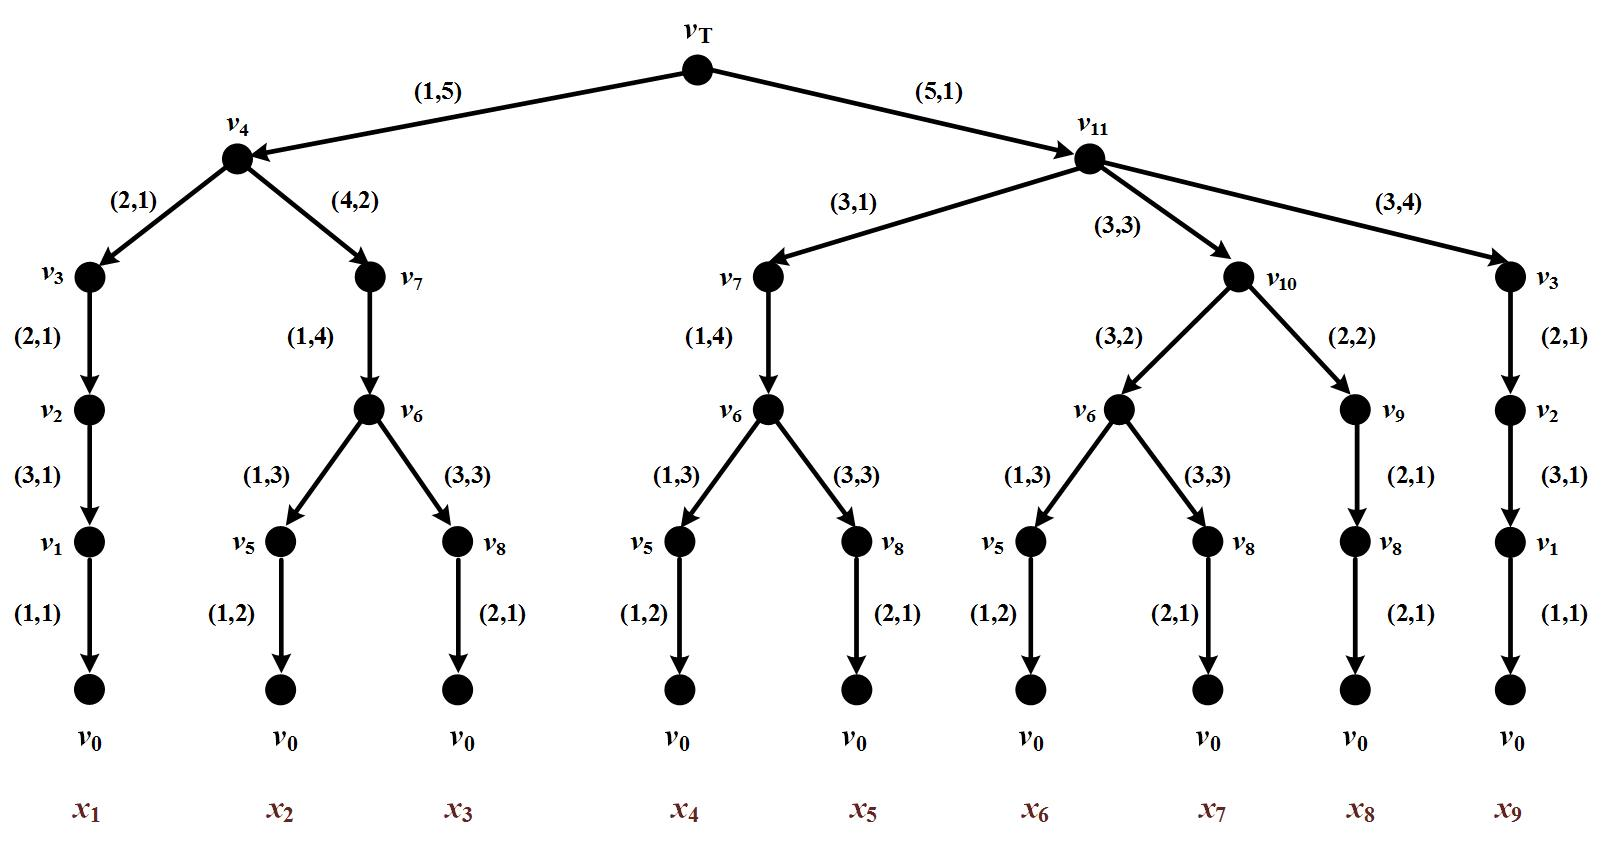 vT
(1,5) (5,1)
v4 v11
(2,1) (4,2) (3,1) (3,3) (3,4)
v3 v7 v7 v10 v3
(2,1) (1,4) (1,4) (3,2) (2,2) (2,1)
v2 v6 v6 v6 v9 v2
(3,1) (1,3) (3,3) (1,3) (3,3) (1,3) (3,3) (2,1) (3,1)
v1 v5 v8 v5 v8 v5 v8 v8 v1
(1,1) (1,2) (2,1) (1,2) (2,1) (1,2) (2,1) (2,1) (1,1)
v0 v0 v0 v0 v0 v0 v0 v0 v0
x1 x2 x3 x4 x5 x6 x7 x8 x9